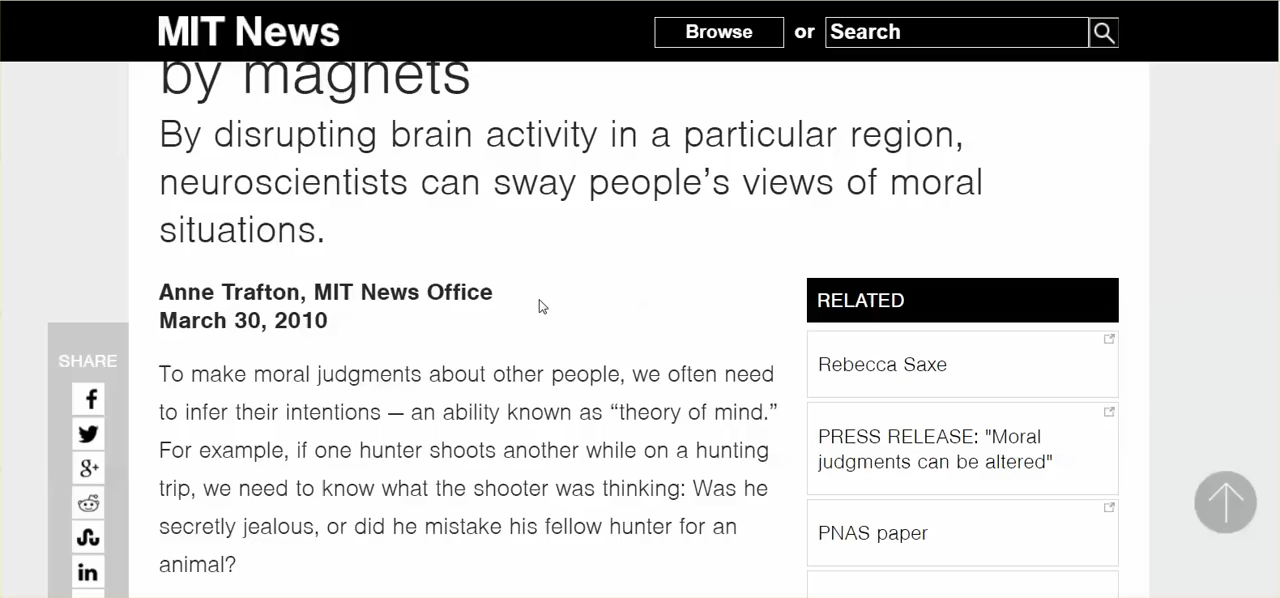 MIT News
Browse or Search
by magnets
By disrupting brain activity in a particular region,
neuroscientists can sway people's views of moral
situations.
Anne Trafton, MIT News Office
March 30, 2010
To make moral judgments about other people, we often need
to infer their intentions — an ability known as “theory of mind.”
For example, if one hunter shoots another while on a hunting
trip, we need to know what the shooter was thinking: Was he
secretly jealous, or did he mistake his fellow hunter for an
animal?
RELATED
Rebecca Saxe
PRESS RELEASE: "Moral
judgments can be altered"
PNAS paper
SHARE
f
g+
in